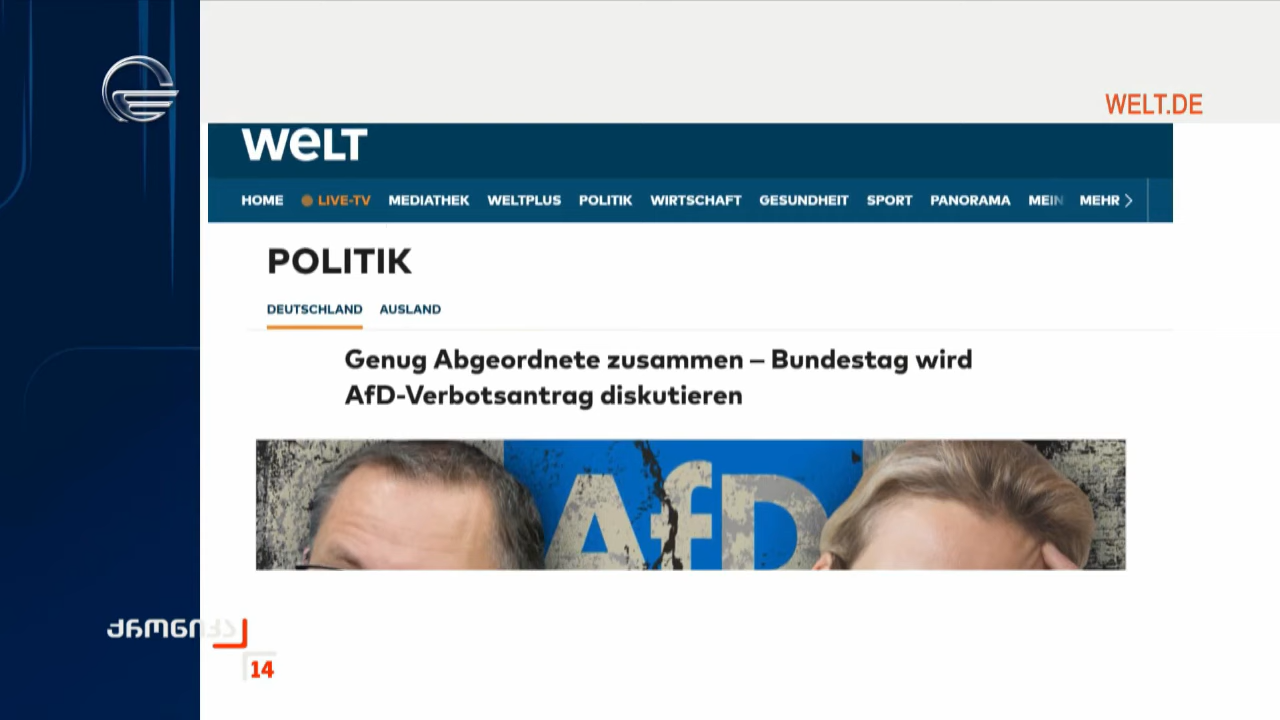 WELT.DE
WELT
HOME LIVE-TV MEDIATHEK WELTPLUS POLITIK WIRTSCHAFT GESUNDHEIT SPORT PANORAMA MEIN MEHR
POLITIK
DEUTSCHLAND AUSLAND
Genug Abgeordnete zusammen – Bundestag wird
AfD-Verbotsantrag diskutieren
AfD
ქრონიკა
14